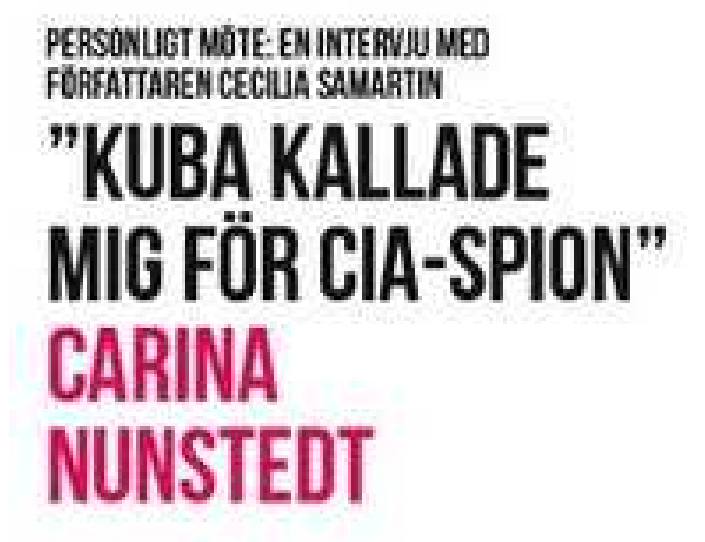 PERSONLIGT MÖTE: EN INTERVJU MED
FÖRFATTAREN CECILIA SAMARTIN
”KUBA KALLADE
MIG FÖR CIA-SPION”
CARINA
NUNSTEDT